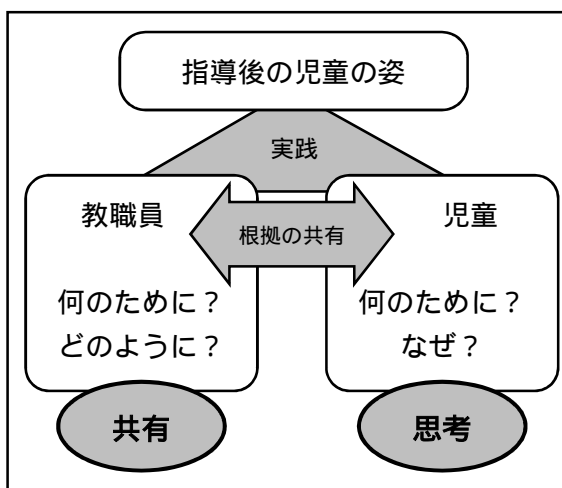 指導後の児童の姿
実践
教職員
児童
根拠の共有
何のために？
どのように？
何のために？
なぜ？
共有
思考